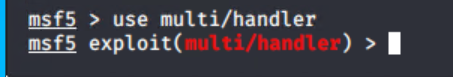 msf5 > use multi/handler
msf5 exploit(multi/handler) >